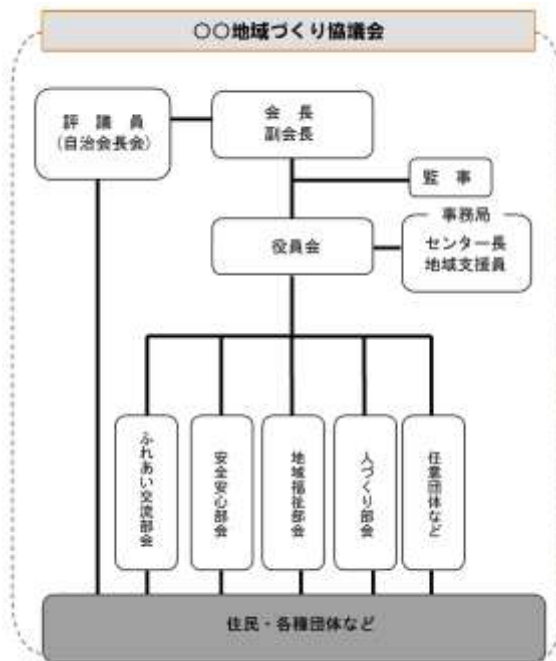 〇〇地域づくり協議会
評議員
(自治会長会)
会長
副会長
監事
事務局
センター長
地域支援員
役員会
ふれあい交流部会
安全安心部会
地域福祉部会
人づくり部会
任意団体など
住民・各種団体など